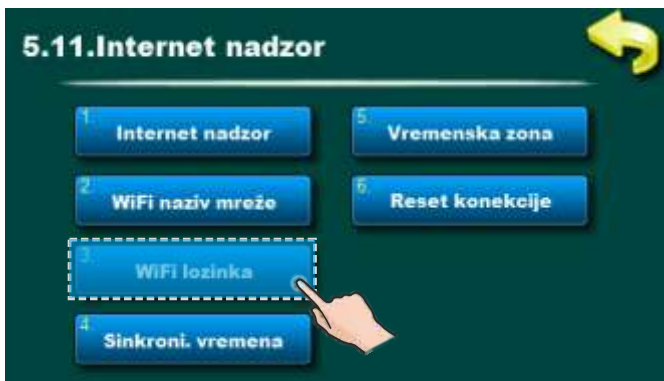 5.11.Internet nadzor
1.
Internet nadzor
2.
WiFi naziv mreže
3.
WiFi lozinka
4.
Sinkroni. vremena
5.
Vremenska zona
6.
Reset konekcije